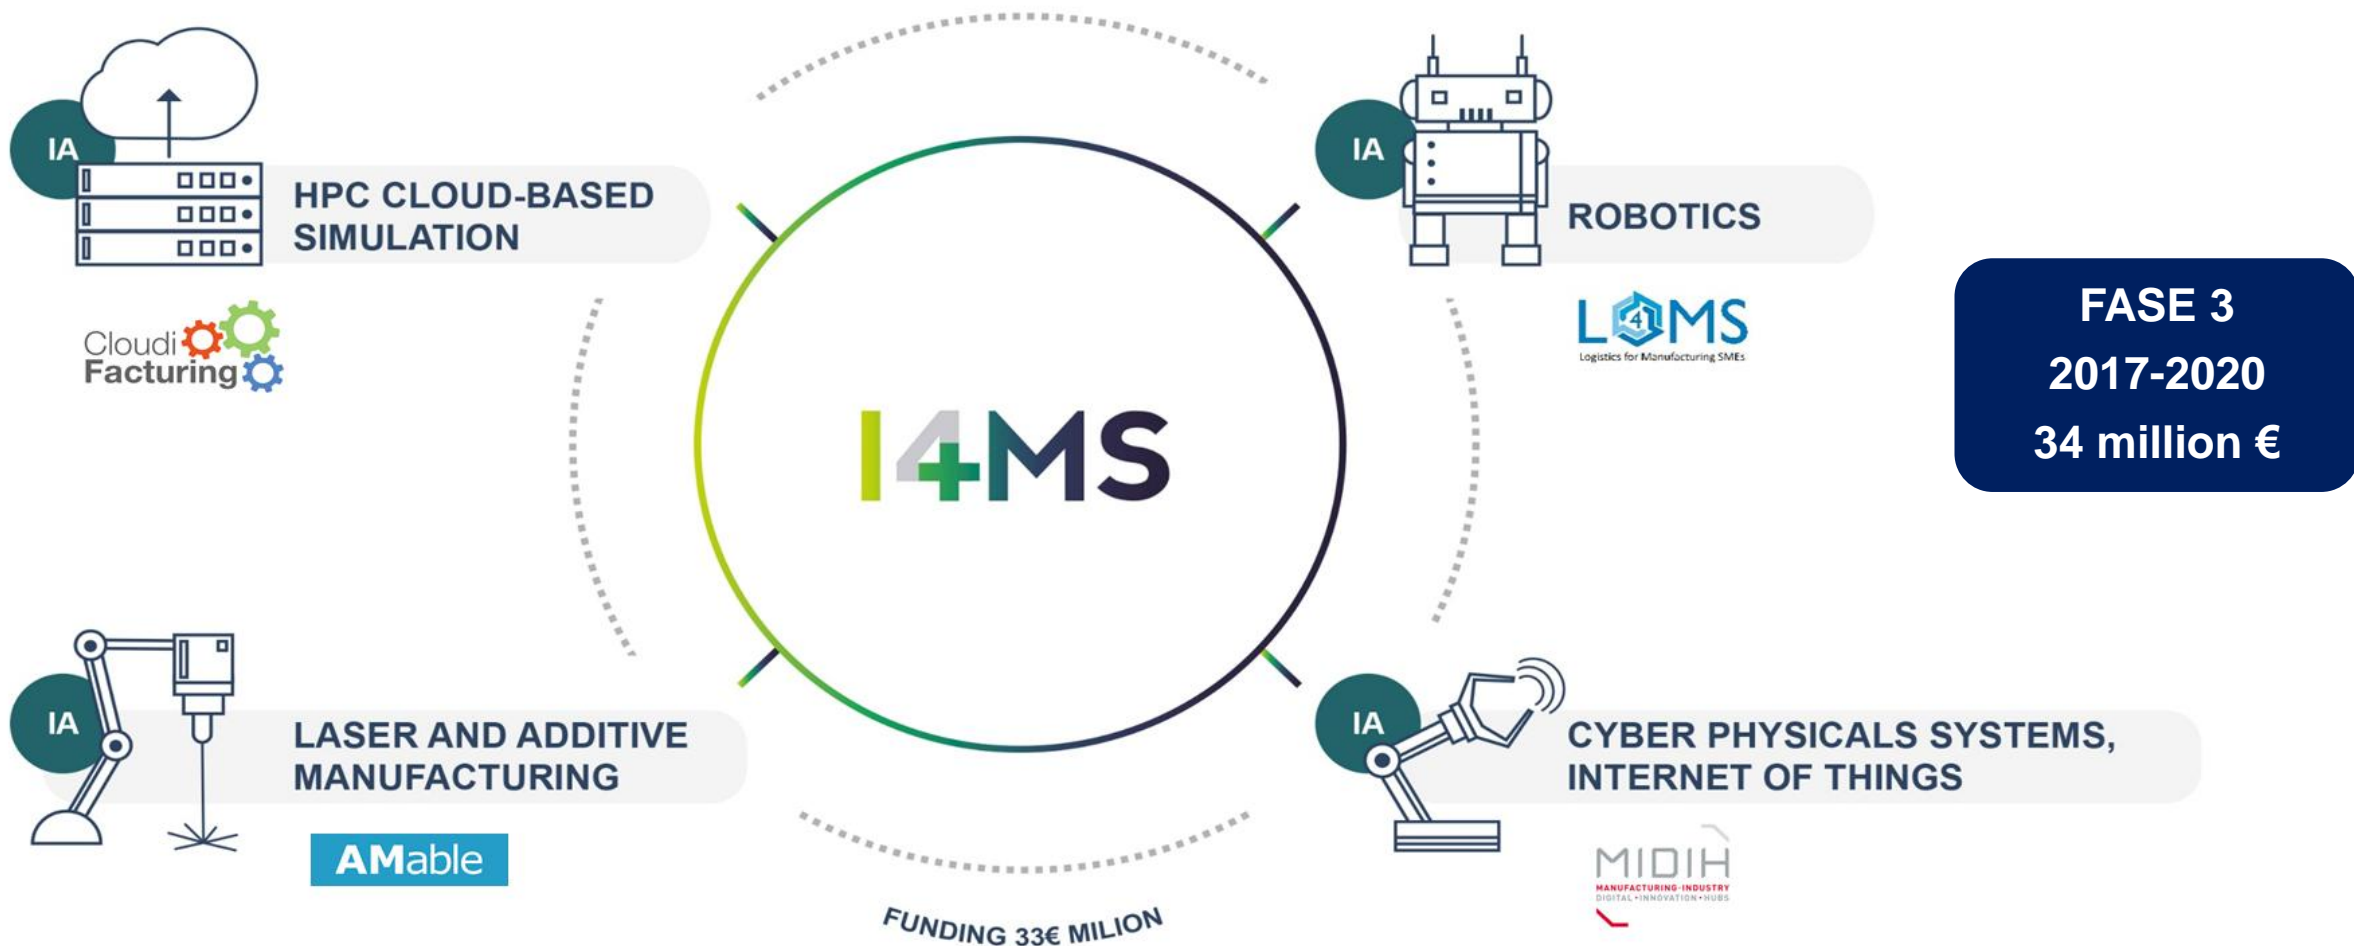 IA
HPC CLOUD-BASED
SIMULATION
Cloudi
Facturing
IA
ROBOTICS
L4MS
Logistics for Manufacturing SMEs
FASE 3
2017-2020
34 million €
I4MS
IA
LASER AND ADDITIVE
MANUFACTURING
AMable
IA
CYBER PHYSICALS SYSTEMS,
INTERNET OF THINGS
MIDIH
MANUFACTURING•INDUSTRY
DIGITAL•INNOVATION•HUBS
FUNDING 33€ MILION